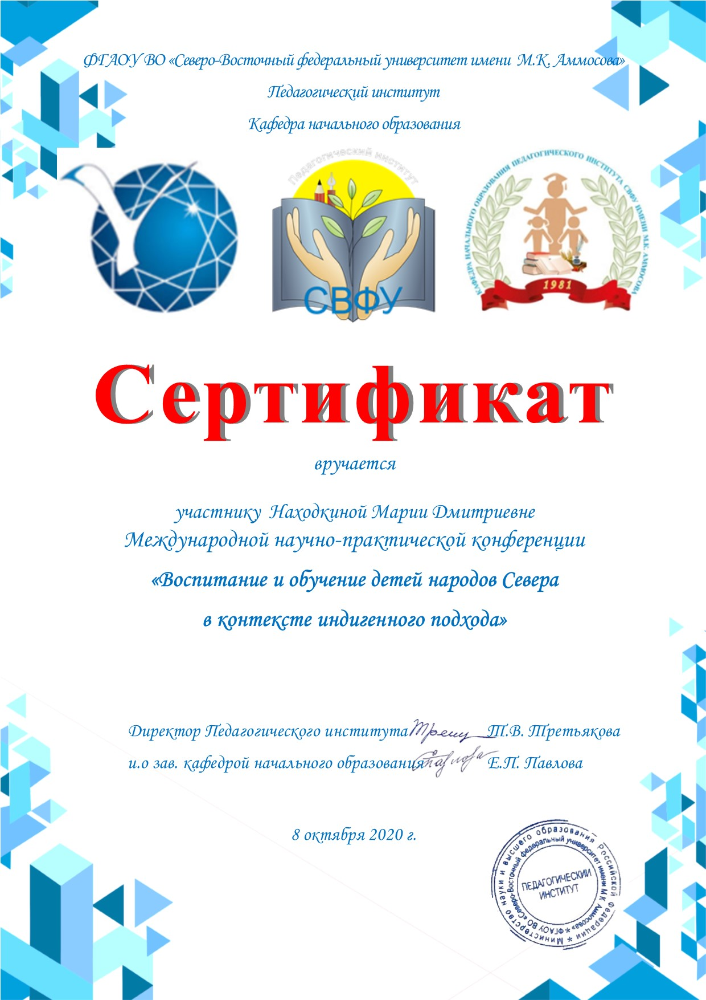 ФГАОУ ВО «Северо-Восточный федеральный университет имени М.К. Аммосова»
Педагогический институт
Кафедра начального образования
Педагогический институт
СВФУ
КАФЕДРА НАЧАЛЬНОГО ОБРАЗОВАНИЯ ПЕДАГОГИЧЕСКОГО ИНСТИТУТА СВФУ ИМЕНИ М.К. АММОСОВА
1981
Сертификат
вручается
участнику Находкиной Марии Дмитриевне
Международной научно-практической конференции
«Воспитание и обучение детей народов Севера
в контексте индигенного подхода»
Директор Педагогического института Т.В. Третьякова
и.о зав. кафедрой начального образования Павлова Е.П. Павлова
8 октября 2020 г.
Министерство науки и высшего образования Российской Федерации *
ФГАОУ ВО «Северо-Восточный федеральный университет имени МК Аммосова» *
ПЕДАГОГИЧЕСКИЙ
ИНСТИТУТ